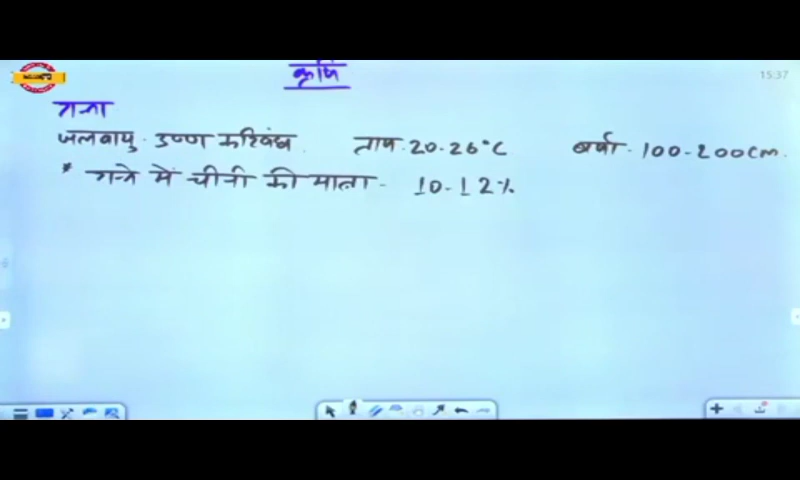 कृषि
15:37
गन्ना
जलवायु - उष्ण कटिबंध ताप - 20-26°C वर्षा - 100-200cm.
* गन्ने में चीनी की मात्रा - 10-12%